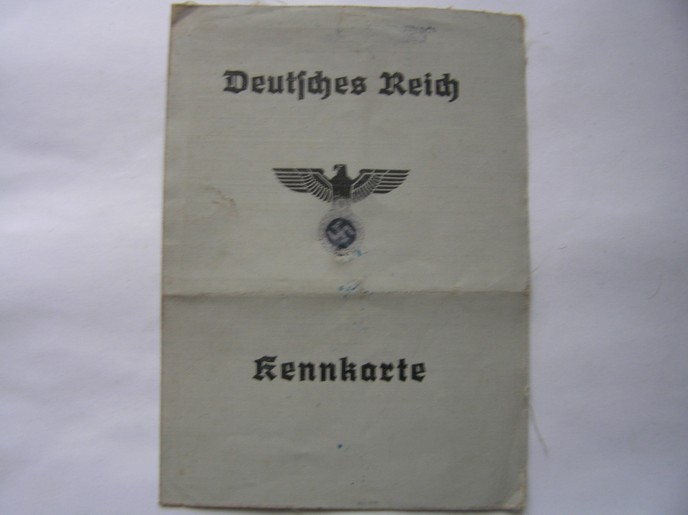 Deutsches Reich
Kennkarte